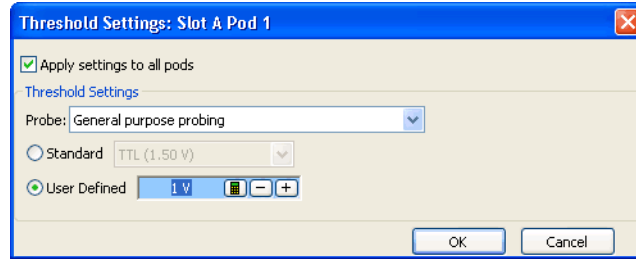 Threshold Settings: Slot A Pod 1
Apply settings to all pods
Threshold Settings
Probe: General purpose probing
Standard TTL (1.50 V)
User Defined 1 V
OK Cancel